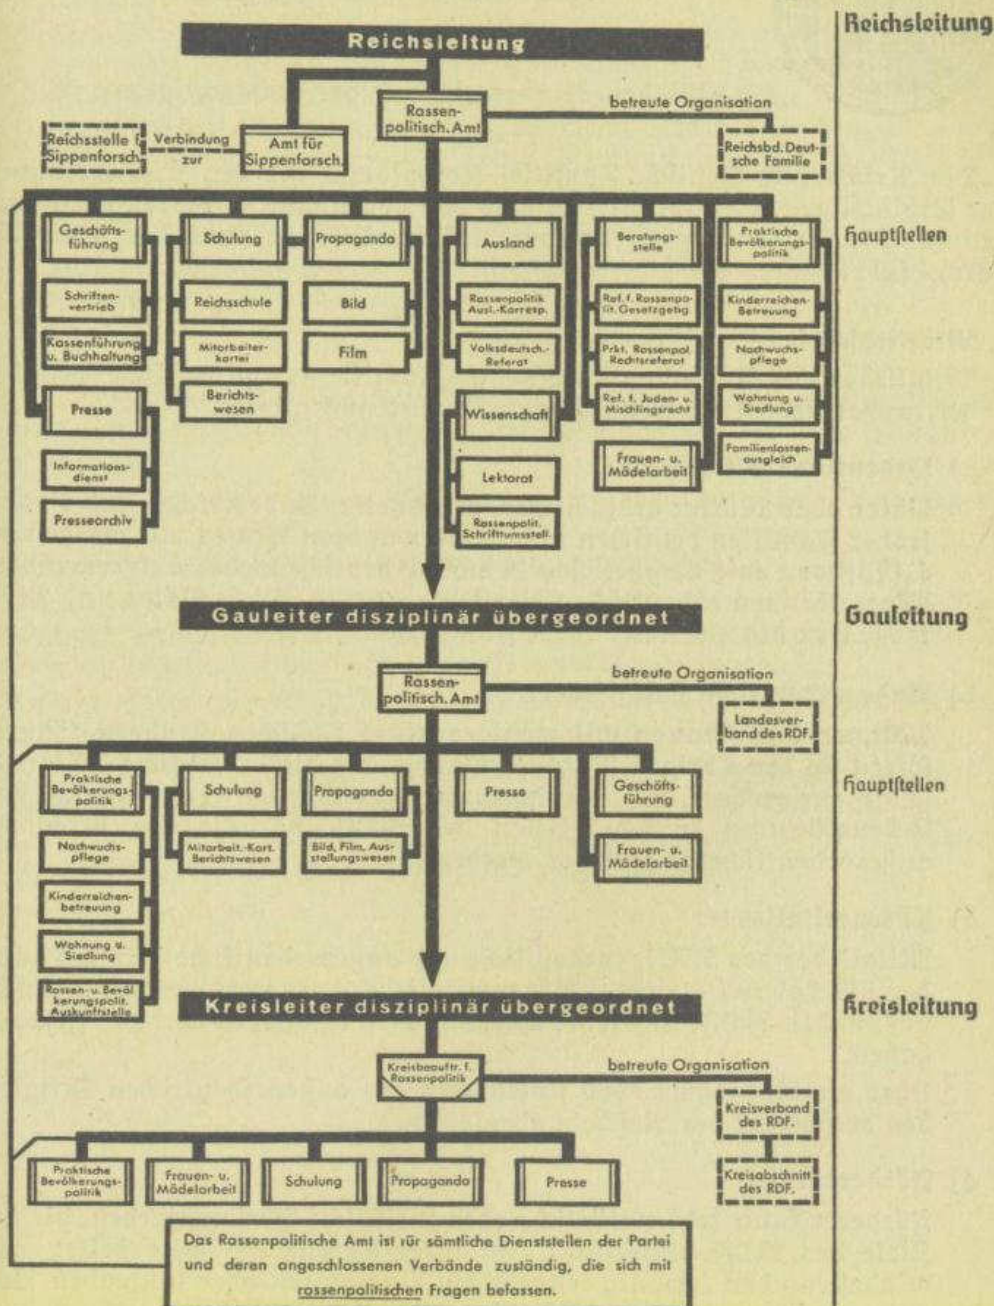 Reichsleitung
Reichsleitung
Rassen-
politisch. Amt
betreute Organisation
Reichsstelle f.
Sippenforsch.
Verbindung
zur
Amt für
Sippenforsch.
Reichsbd. Deut-
sche Familie
Hauptstellen
Geschäfts-
führung
Schriften-
vertrieb
Kassenführung
u. Buchhaltung
Presse
Informations-
dienst
Pressearchiv
Schulung
Reichsschule
Mitarbeiter-
kartei
Berichts-
wesen
Propaganda
Bild
Film
Ausland
Rassenpolitik
Ausl.-Korresp.
Volksdeutsch.-
Referat
Wissenschaft
Lektorat
Rassenpolit.
Schrifttumsstell.
Beratungs-
stelle
Ref. f. Rassenpo-
lit. Gesetzgebg
Prkt. Rassenpol
Rechtsreferat
Ref. f. Juden- u.
Mischlingsrecht
Frauen- u.
Mädelarbeit
Praktische
Bevölkerungs-
politik
Kinderreichen-
Betreuung
Nachwuchs-
pflege
Wohnung u.
Siedlung
Familienlasten-
ausgleich
Gauleiter disziplinär übergeordnet
Gauleitung
Rassen-
politisch. Amt
betreute Organisation
Landesver-
band des RDF.
Hauptstellen
Praktische
Bevölkerungs-
politik
Nachwuchs-
pflege
Kinderreichen-
betreuung
Wohnung u.
Siedlung
Rassen- u. Bevöl
kerungspolit.
Auskunftstelle
Schulung
Mitarbeit.-Kart.
Berichtswesen
Propaganda
Bild, Film, Aus-
stallungswesen
Presse
Geschäfts-
führung
Frauen- u.
Mädelarbeit
Kreisleiter disziplinär übergeordnet
Kreisleitung
Kreisbeauftr. f.
Rassenpolitik
betreute Organisation
Kreisverband
des RDF.
Kreisabschnitt
des RDF.
Praktische
Bevölkerungs-
politik
Frauen- u.
Mädelarbeit
Schulung
Propaganda
Presse
Das Rassenpolitische Amt ist für sämtliche Dienststellen der Partei
und deren angeschlossenen Verbände zuständig, die sich mit
rassenpolitischen Fragen befassen.